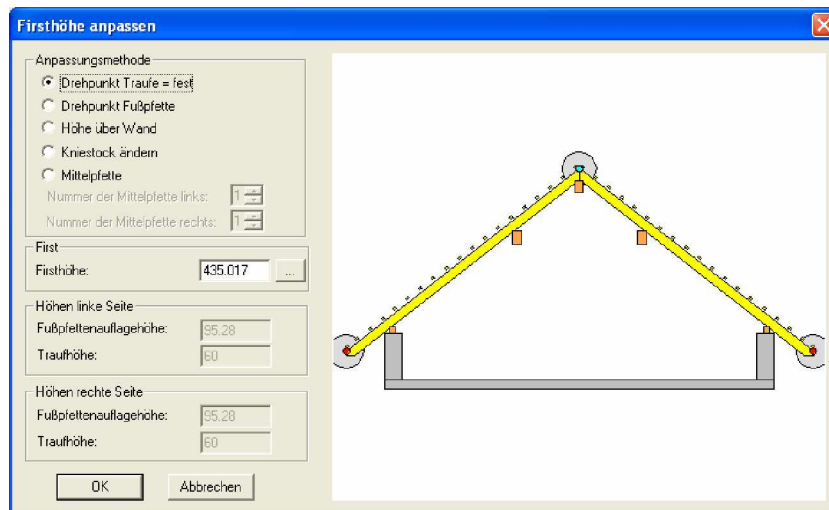 Firsthöhe anpassen
Anpassungsmethode
Drehpunkt Traufe = fest
Drehpunkt Fußpfette
Höhe über Wand
Kniestock ändern
Mittelpfette
Nummer der Mittelpfette links: 1
Nummer der Mittelpfette rechts: 1
First
Firsthöhe: 435.017 ...
Höhen linke Seite
Fußpfettenauflagehöhe: 95.28
Traufhöhe: 60
Höhen rechte Seite
Fußpfettenauflagehöhe: 95.28
Traufhöhe: 60
OK Abbrechen